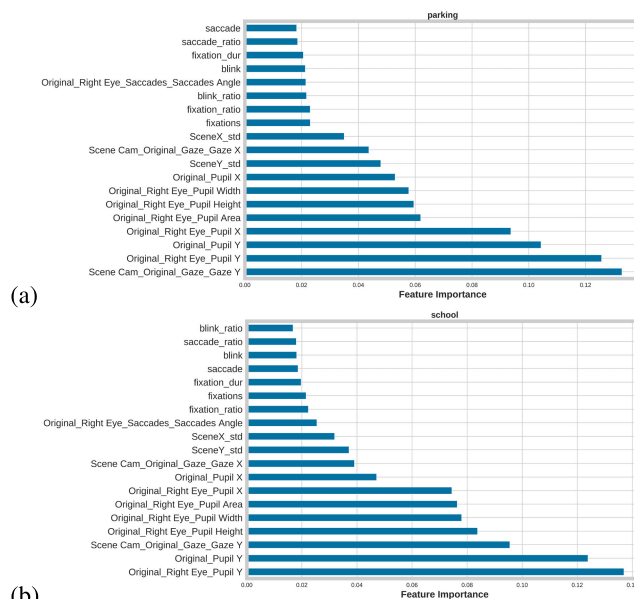 parking
saccade
saccade_ratio
fixation_dur
blink
Original_Right Eye_Saccades_Saccades Angle
blink_ratio
fixation_ratio
fixations
SceneX_std
Scene Cam_Original_Gaze_Gaze X
SceneY_std
Original_Pupil X
Original_Right Eye_Pupil Width
Original_Right Eye_Pupil Height
Original_Right Eye_Pupil Area
Original_Right Eye_Pupil X
Original_Pupil Y
Original_Right Eye_Pupil Y
Scene Cam_Original_Gaze_Gaze Y
0.00 0.02 0.04 0.06 0.08 0.10 0.12
Feature Importance
(a)
school
blink_ratio
saccade_ratio
blink
saccade
fixation_dur
fixations
fixation_ratio
Original_Right Eye_Saccades_Saccades Angle
SceneX_std
SceneY_std
Scene Cam_Original_Gaze_Gaze X
Original_Pupil X
Original_Right Eye_Pupil X
Original_Right Eye_Pupil Area
Original_Right Eye_Pupil Width
Original_Right Eye_Pupil Height
Scene Cam_Original_Gaze_Gaze Y
Original_Pupil Y
Original_Right Eye_Pupil Y
0.00 0.02 0.04 0.06 0.08 0.10 0.12
Feature Importance
(b)